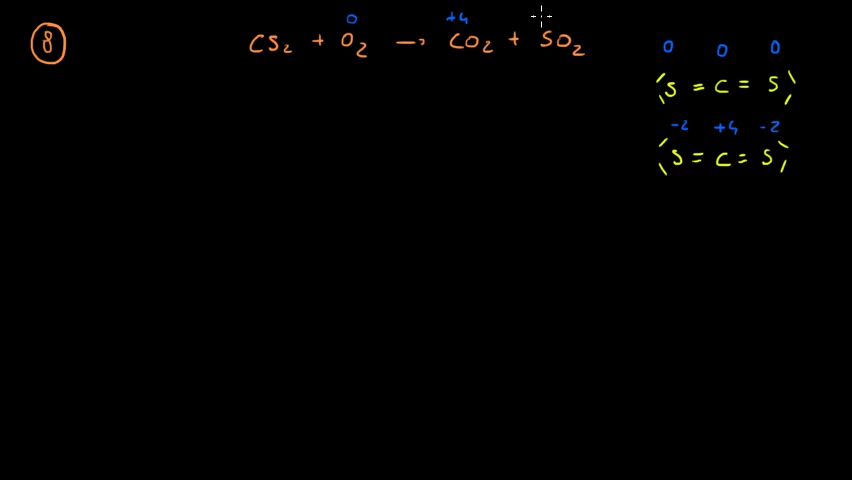 8
0 +4
CS₂ + O₂ → CO₂ + SO₂
0 0 0
S = C = S
-2 +4 -2
S = C = S